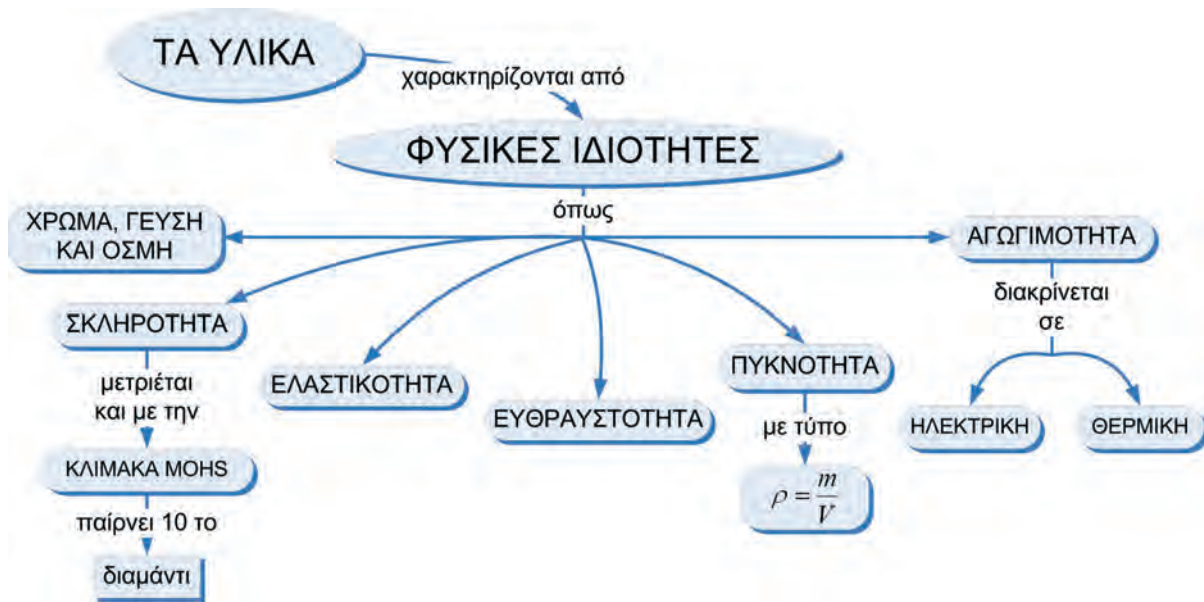 ΤΑ ΥΛΙΚΑ
χαρακτηρίζονται από
ΦΥΣΙΚΕΣ ΙΔΙΟΤΗΤΕΣ
όπως
ΧΡΩΜΑ, ΓΕΥΣΗ
ΚΑΙ ΟΣΜΗ
ΑΓΩΓΙΜΟΤΗΤΑ
διακρίνεται
σε
ΗΛΕΚΤΡΙΚΗ
ΘΕΡΜΙΚΗ
ΣΚΛΗΡΟΤΗΤΑ
μετριέται
και με την
ΚΛΙΜΑΚΑ MOHS
παίρνει 10 το
διαμάντι
ΕΛΑΣΤΙΚΟΤΗΤΑ
ΕΥΘΡΑΥΣΤΟΤΗΤΑ
ΠΥΚΝΟΤΗΤΑ
με τύπο
ρ = m/V